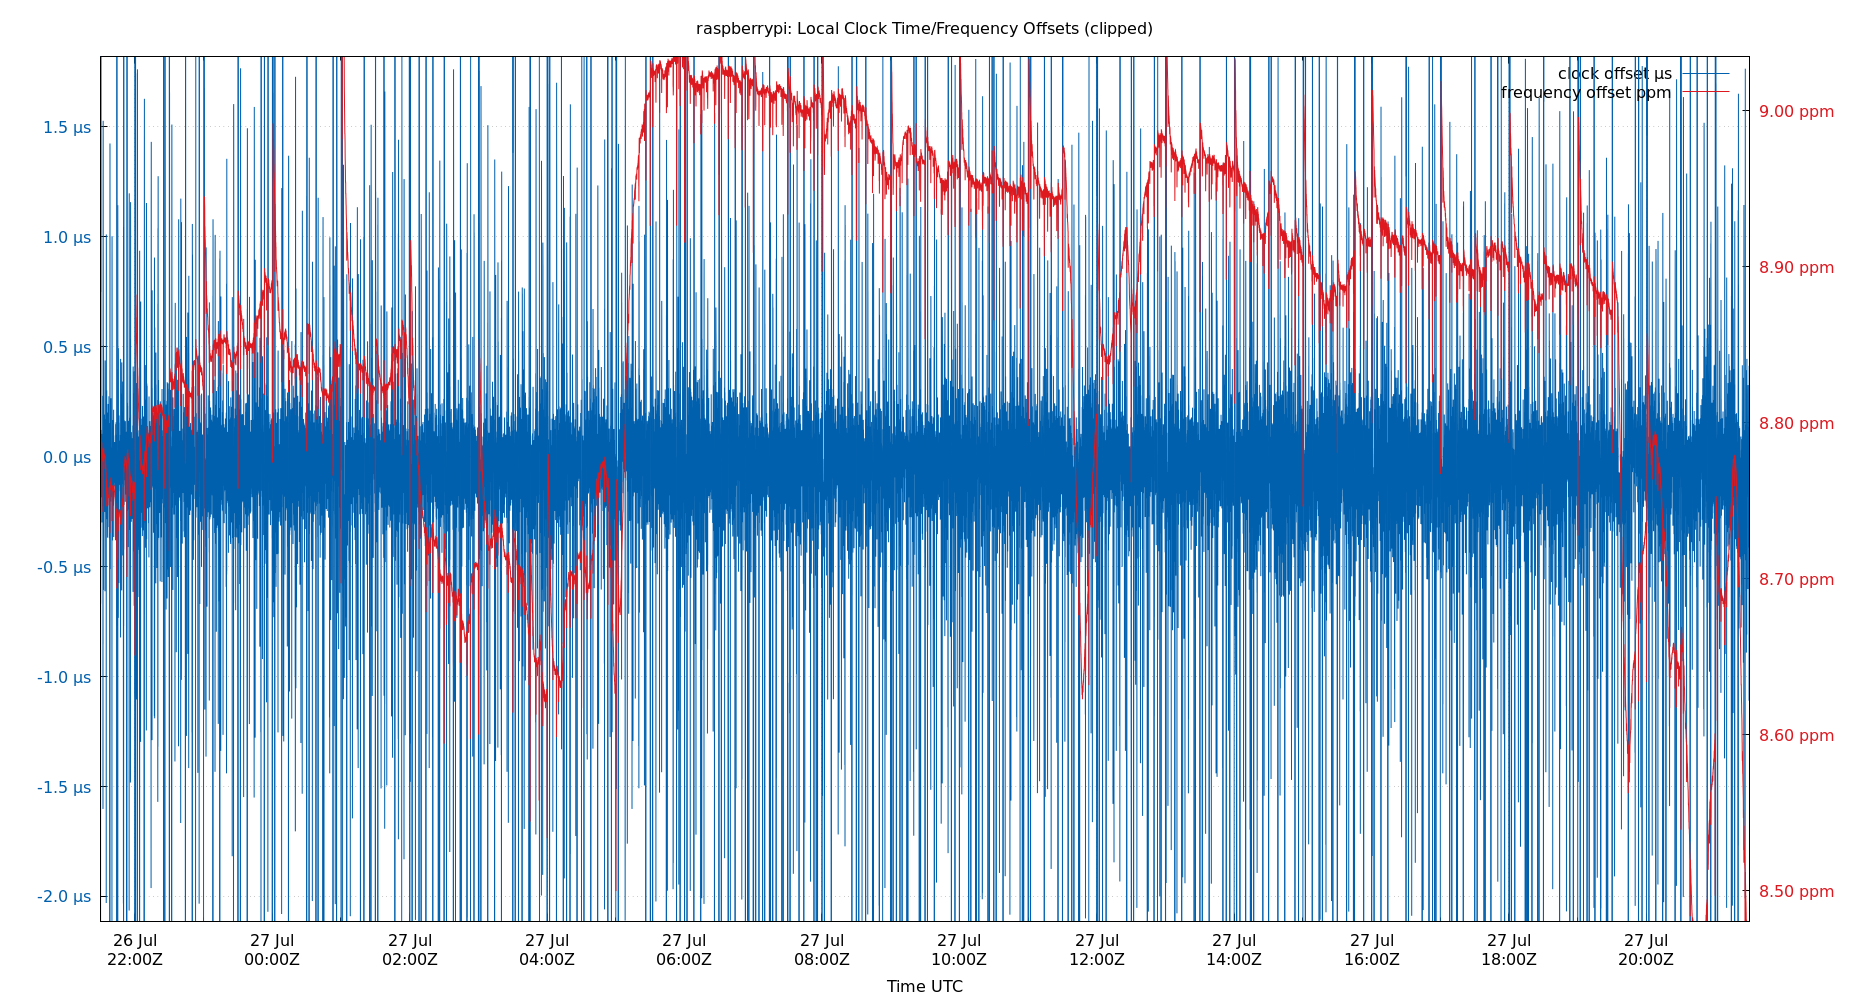 raspberrypi: Local Clock Time/Frequency Offsets (clipped)
clock offset µs
frequency offset ppm
1.5 µs
1.0 µs
0.5 µs
0.0 µs
-0.5 µs
-1.0 µs
-1.5 µs
-2.0 µs
9.00 ppm
8.90 ppm
8.80 ppm
8.70 ppm
8.60 ppm
8.50 ppm
26 Jul 27 Jul 27 Jul 27 Jul 27 Jul 27 Jul 27 Jul 27 Jul 27 Jul 27 Jul 27 Jul 27 Jul
22:00Z 00:00Z 02:00Z 04:00Z 06:00Z 08:00Z 10:00Z 12:00Z 14:00Z 16:00Z 18:00Z 20:00Z
Time UTC